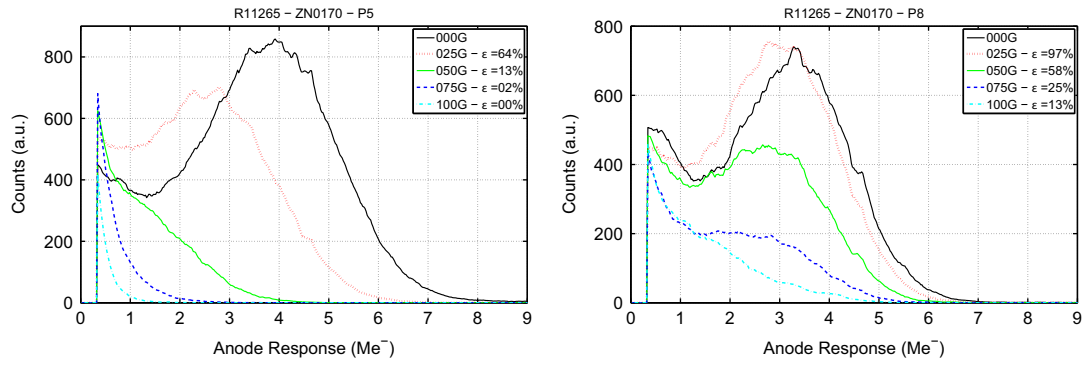 R11265 − ZN0170 − P5
Counts (a.u.)
800
600
400
200
0
000G
025G − ε =64%
050G − ε =13%
075G − ε =02%
100G − ε =00%
0 1 2 3 4 5 6 7 8 9
Anode Response (Me⁻)
R11265 − ZN0170 − P8
Counts (a.u.)
800
600
400
200
0
000G
025G − ε =97%
050G − ε =58%
075G − ε =25%
100G − ε =13%
0 1 2 3 4 5 6 7 8 9
Anode Response (Me⁻)